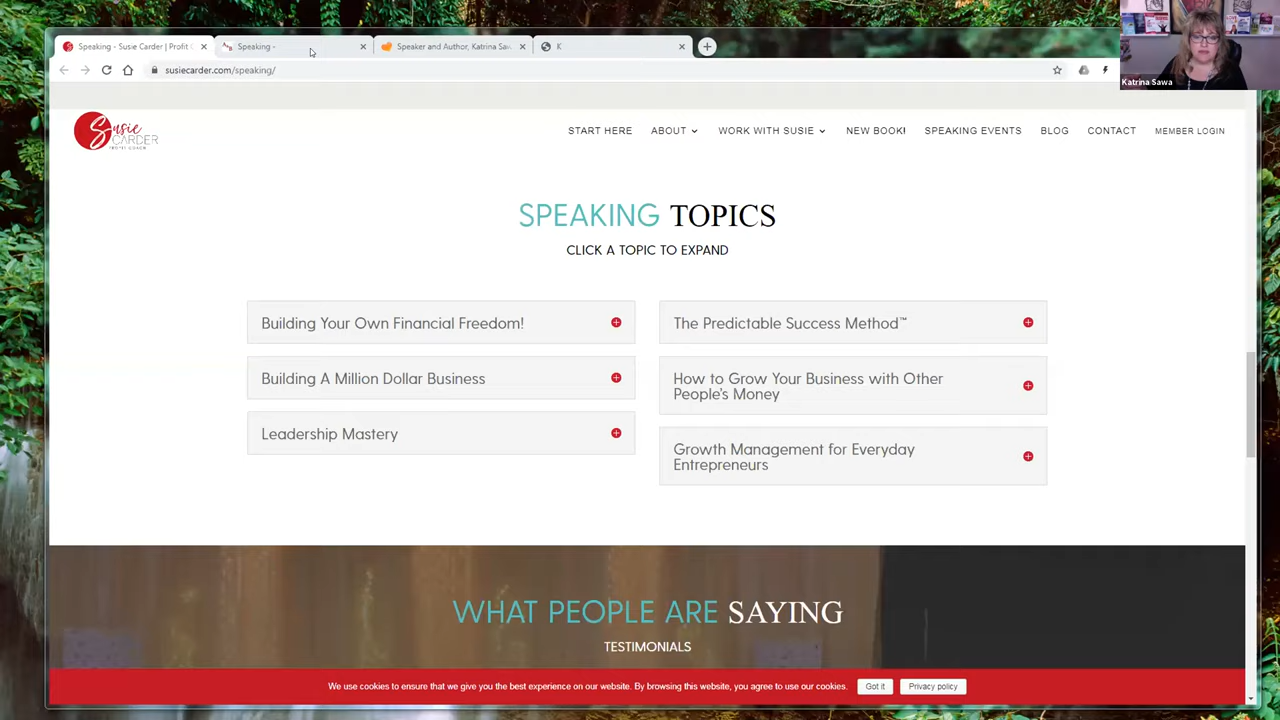 Speaking - Susie Carder | Profit C
Speaking -
Speaker and Author, Katrina Saw
K
susiecarder.com/speaking/
Katrina Sawa
Susie
CARDER
PROFIT COACH
START HERE
ABOUT
WORK WITH SUSIE
NEW BOOK!
SPEAKING EVENTS
BLOG
CONTACT
MEMBER LOGIN
SPEAKING TOPICS
CLICK A TOPIC TO EXPAND
Building Your Own Financial Freedom!
The Predictable Success Method™
Building A Million Dollar Business
How to Grow Your Business with Other
People's Money
Leadership Mastery
Growth Management for Everyday
Entrepreneurs
WHAT PEOPLE ARE SAYING
TESTIMONIALS
We use cookies to ensure that we give you the best experience on our website. By browsing this website, you agree to use our cookies.
Got it
Privacy policy